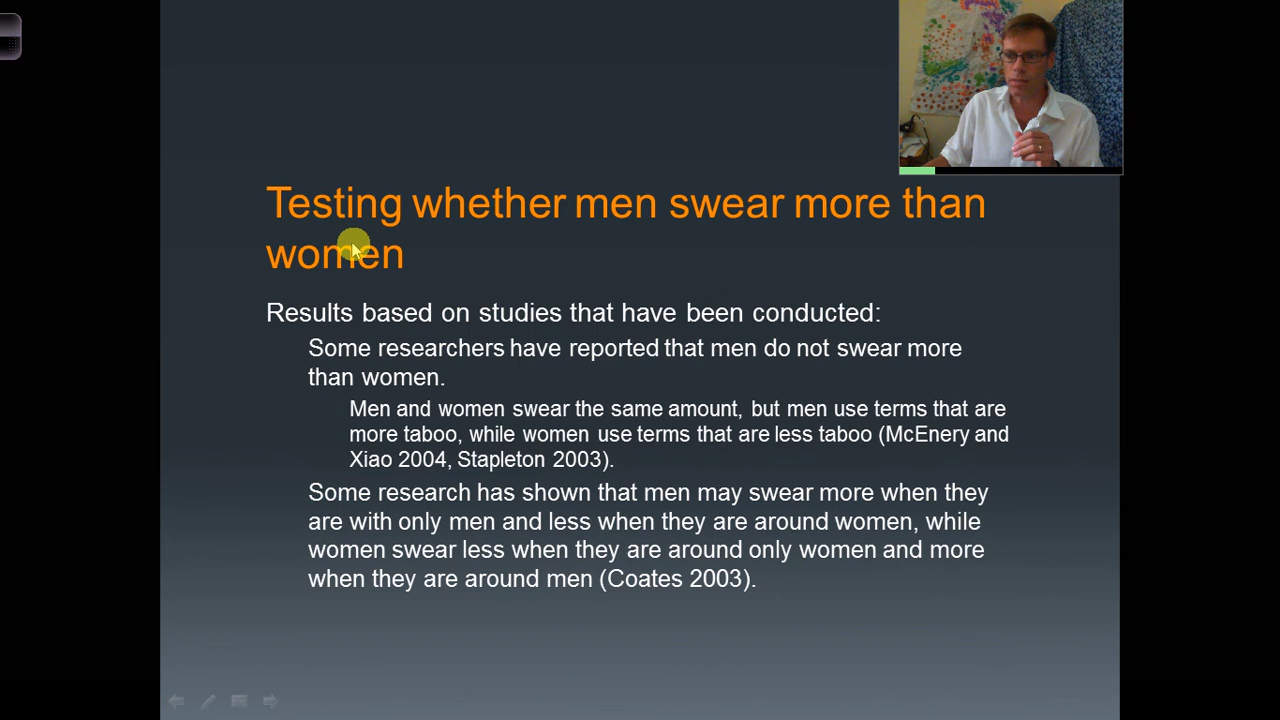 Testing whether men swear more than
women
Results based on studies that have been conducted:
Some researchers have reported that men do not swear more
than women.
Men and women swear the same amount, but men use terms that are
more taboo, while women use terms that are less taboo (McEnery and
Xiao 2004, Stapleton 2003).
Some research has shown that men may swear more when they
are with only men and less when they are around women, while
women swear less when they are around only women and more
when they are around men (Coates 2003).